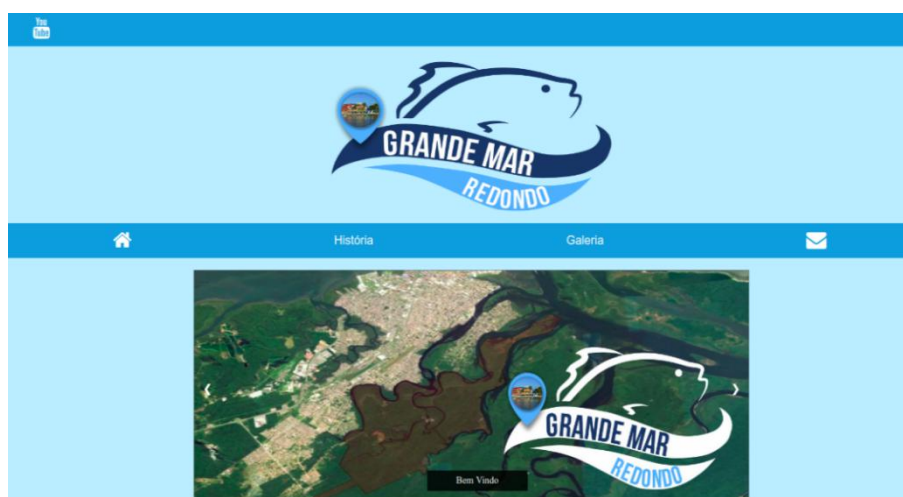 You
Tube
GRANDE MAR
REDONDO
História
Galeria
GRANDE MAR
REDONDO
Bem Vindo